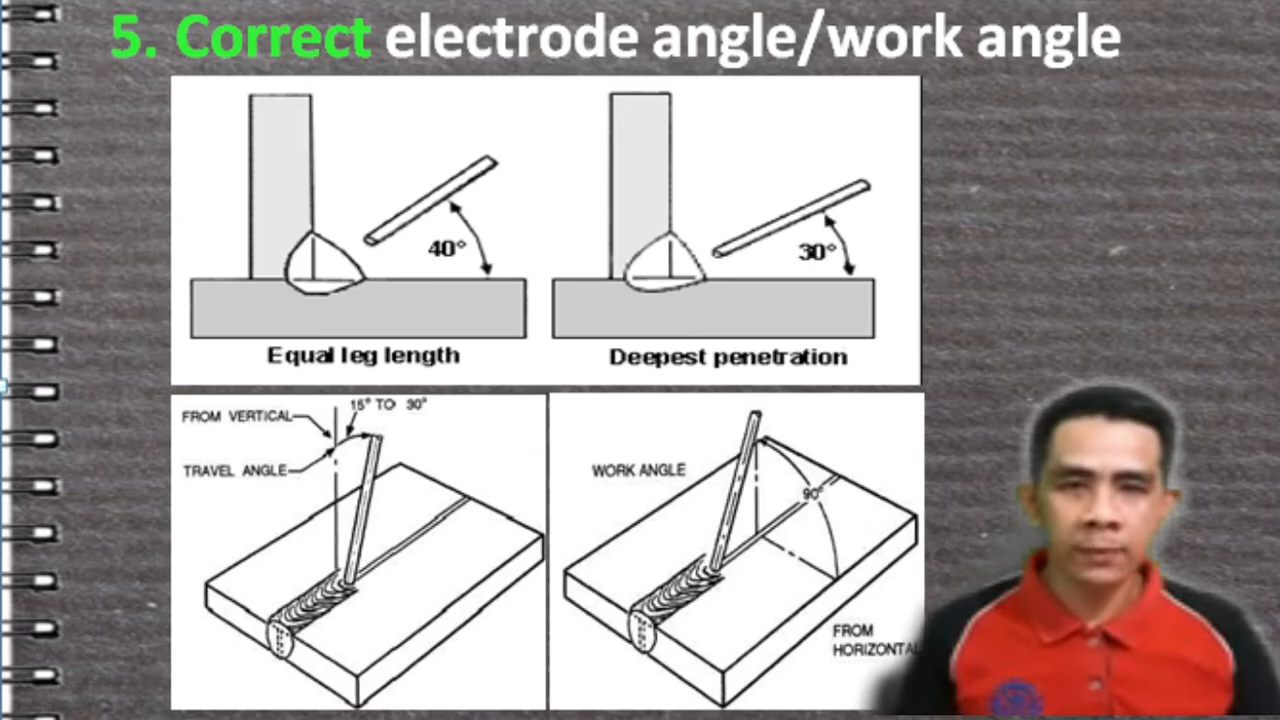 5. Correct electrode angle/work angle
40°
30°
Equal leg length
Deepest penetration
FROM VERTICAL
15° TO 30°
TRAVEL ANGLE
WORK ANGLE
90°
FROM
HORIZONTAL